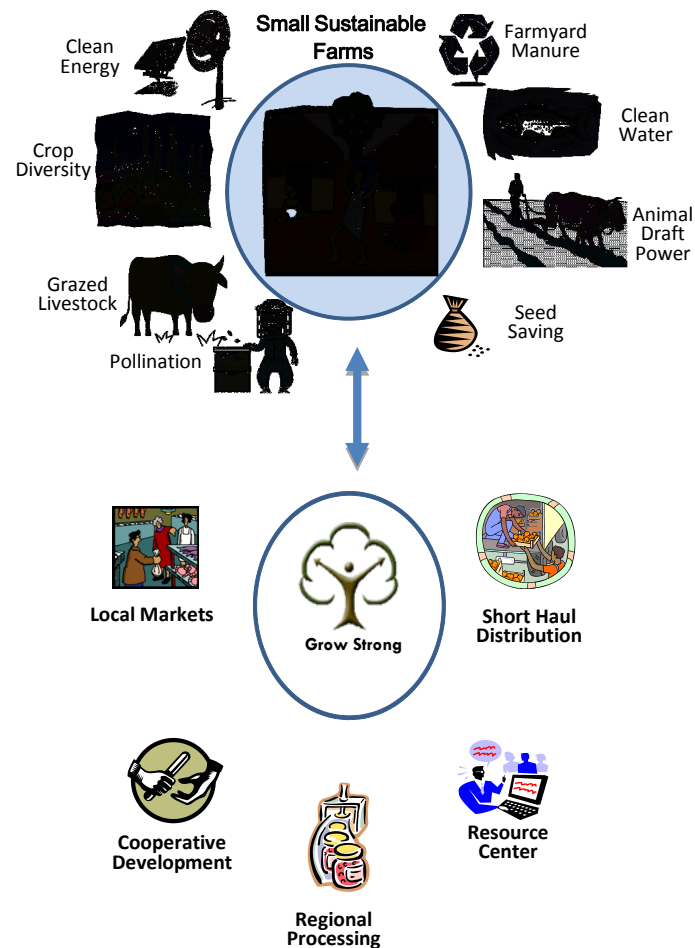 Small Sustainable
Farms
Clean
Energy
Farmyard
Manure
Crop
Diversity
Clean
Water
Grazed
Livestock
Animal
Draft
Power
Pollination
Seed
Saving
Local Markets
Grow Strong
Short Haul
Distribution
Cooperative
Development
Resource
Center
Regional
Processing